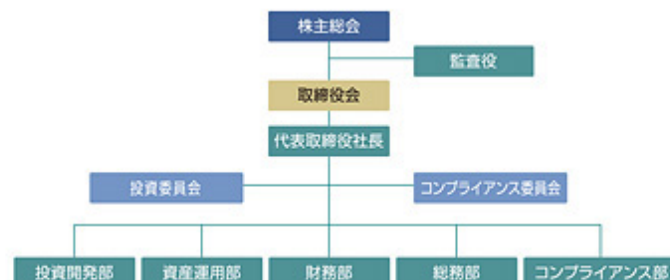 株主総会
監査役
取締役会
代表取締役社長
投資委員会
コンプライアンス委員会
投資開発部
資産運用部
財務部
総務部
コンプライアンス部